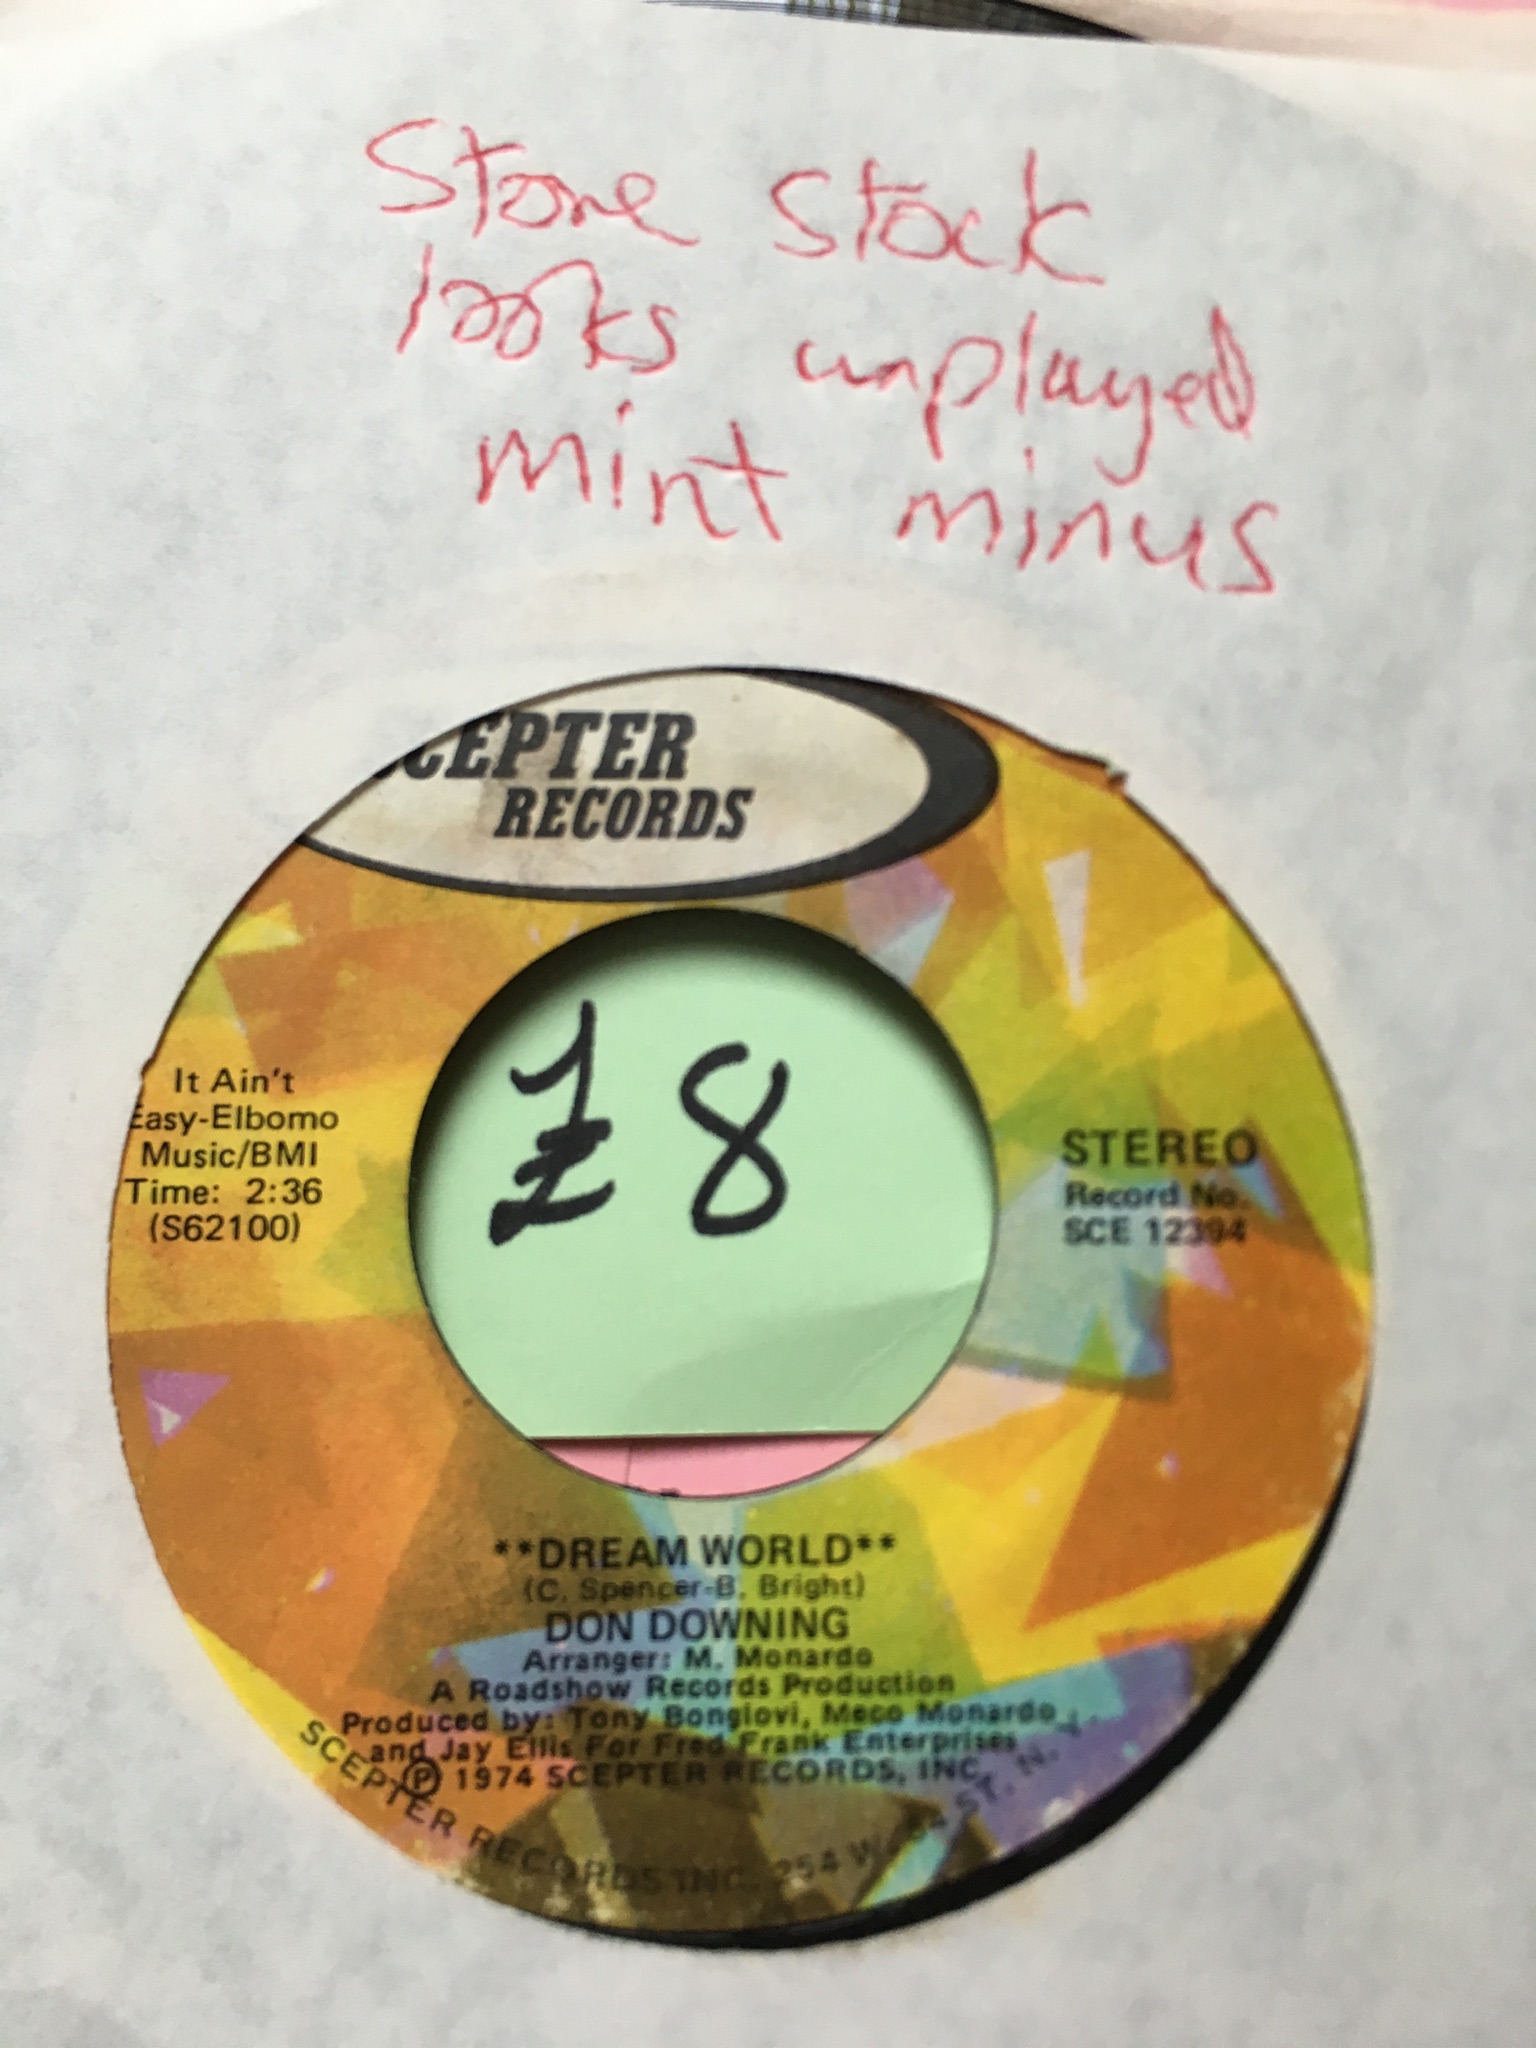 Store stock
looks unplayed
mint minus
CEPTER
RECORDS
£8
It Ain't
Easy-Elbomo
Music/BMI
Time: 2:36
(S62100)
STEREO
Record No.
SCE 12394
**DREAM WORLD**
(C. Spencer-B. Bright)
DON DOWNING
Arranger: M. Monardo
A Roadshow Records Production
Produced by: Tony Bongiovi, Meco Monardo
and Jay Ellis For Fred Frank Enterprises
Ⓟ 1974 SCEPTER RECORDS, INC.
SCEPTER RECORDS INC. 254 W. 54 ST. N.Y.